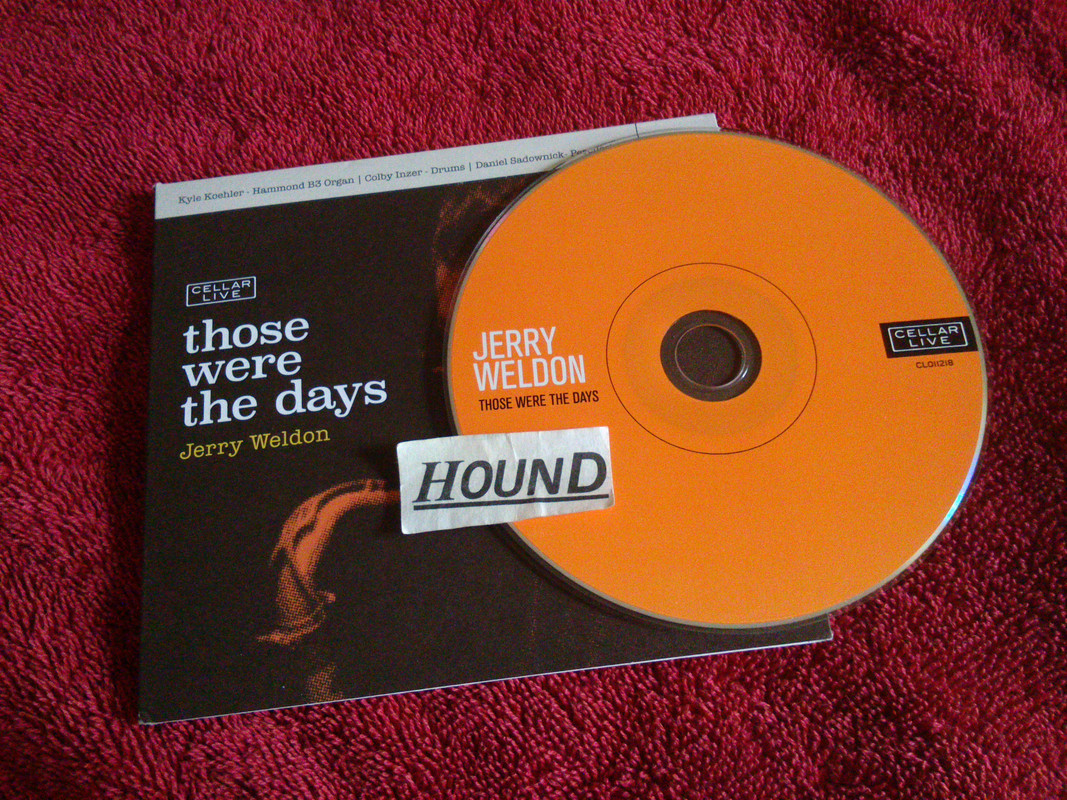 Kyle Koehler - Hammond B3 Organ | Colby Inzer - Drums | Daniel Sadownick-
CELLAR
LIVE
those
were
the days
Jerry Weldon
JERRY
WELDON
THOSE WERE THE DAYS
CELLAR
LIVE
CL011218
HOUND